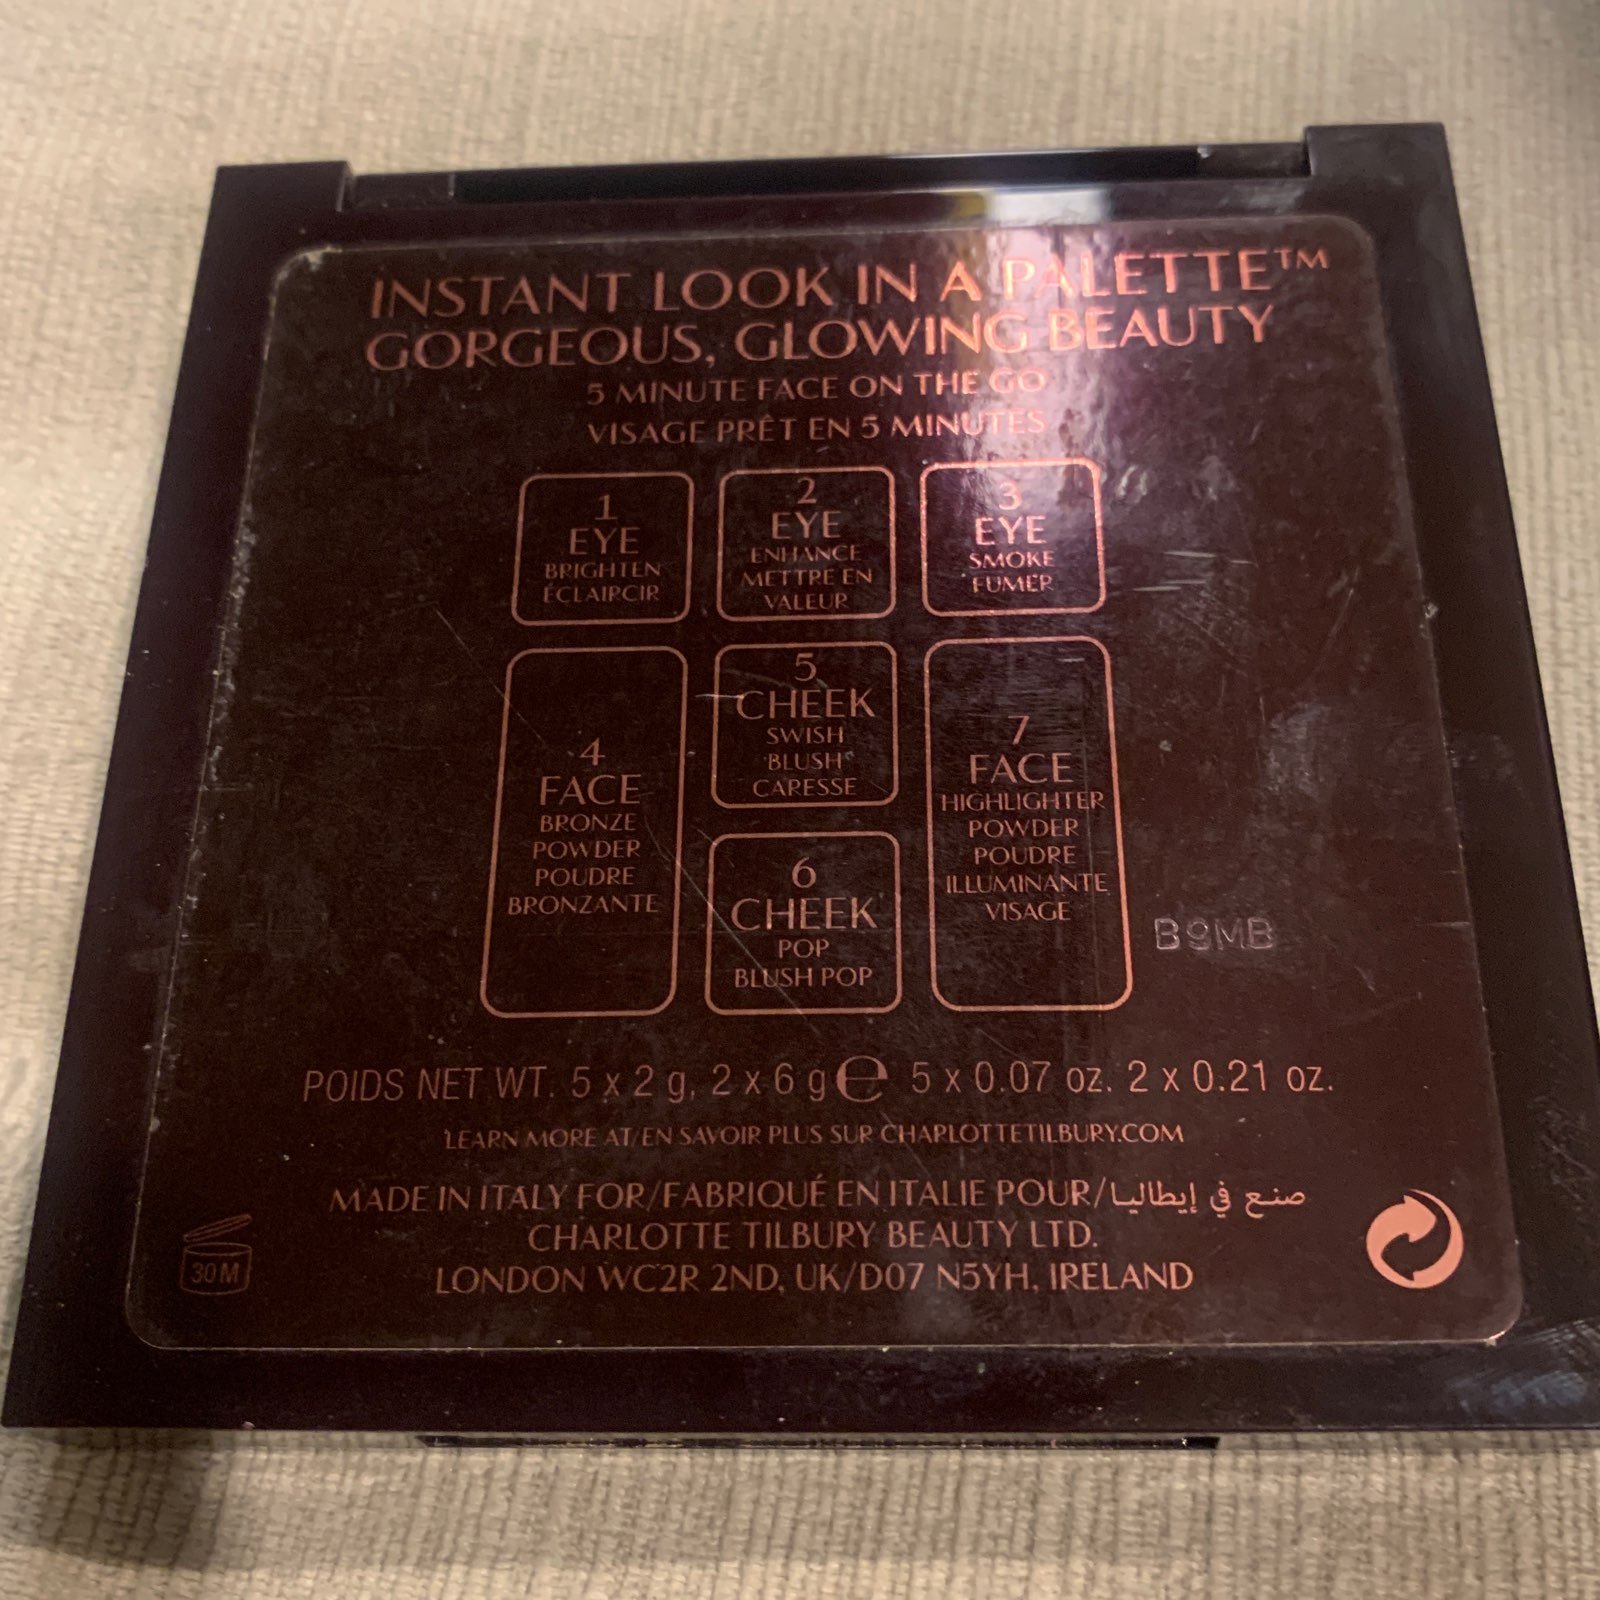 INSTANT LOOK IN A PALETTE™
GORGEOUS, GLOWING BEAUTY
5 MINUTE FACE ON THE GO
VISAGE PRÊT EN 5 MINUTES
1
EYE
BRIGHTEN
ÉCLAIRCIR
2
EYE
ENHANCE
METTRE EN
VALEUR
3
EYE
SMOKE
FUMER
4
FACE
BRONZE
POWDER
POUDRE
BRONZANTE
5
CHEEK
SWISH
BLUSH
CARESSE
6
CHEEK
POP
BLUSH POP
7
FACE
HIGHLIGHTER
POWDER
POUDRE
ILLUMINANTE
VISAGE
B9MB
POIDS NET WT. 5 x 2 g, 2 x 6 g e 5 x 0.07 oz. 2 x 0.21 oz.
LEARN MORE AT/EN SAVOIR PLUS SUR CHARLOTTETILBURY.COM
MADE IN ITALY FOR/FABRIQUÉ EN ITALIE POUR/صنع في إيطاليا
CHARLOTTE TILBURY BEAUTY LTD.
LONDON WC2R 2ND, UK/D07 N5YH, IRELAND
30M